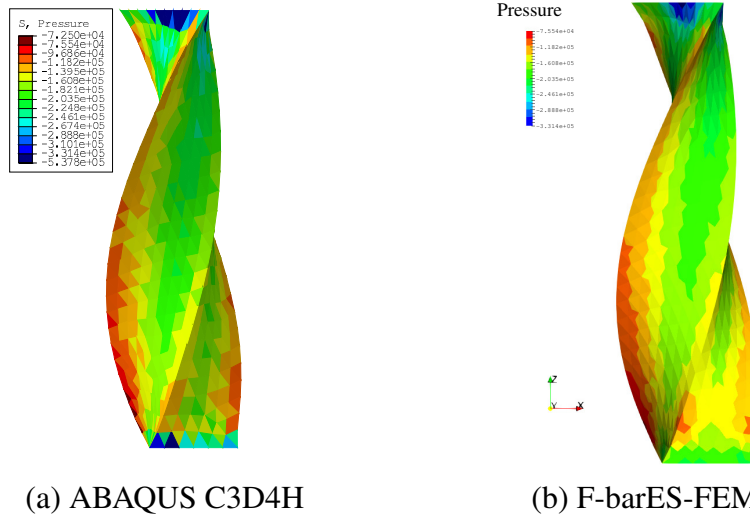 S, Pressure
-7.250e+04
-7.554e+04
-9.686e+04
-1.182e+05
-1.395e+05
-1.608e+05
-1.821e+05
-2.035e+05
-2.248e+05
-2.461e+05
-2.674e+05
-2.888e+05
-3.101e+05
-3.314e+05
-5.378e+05
Pressure
-7.554e+04
-1.182e+05
-1.608e+05
-2.035e+05
-2.461e+05
-2.888e+05
-3.314e+05
Z
Y
X
(a) ABAQUS C3D4H
(b) F-barES-FEM